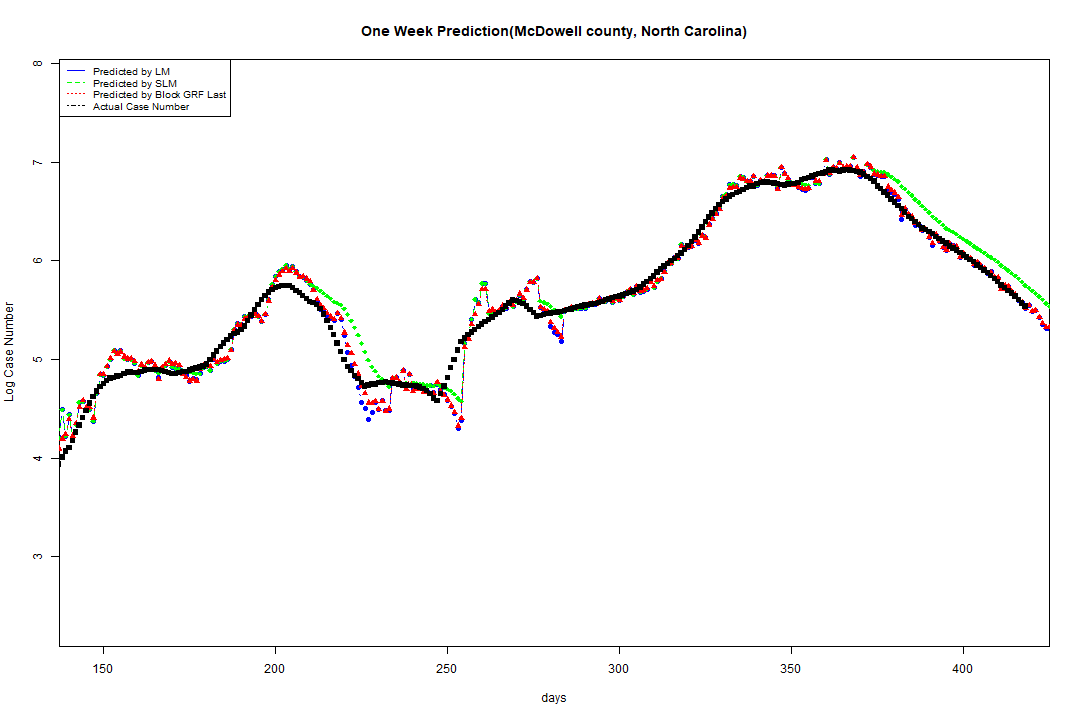 One Week Prediction(McDowell county, North Carolina)
Predicted by LM
Predicted by SLM
Predicted by Block GRF Last
Actual Case Number
8
7
6
5
4
3
Log Case Number
150 200 250 300 350 400
days